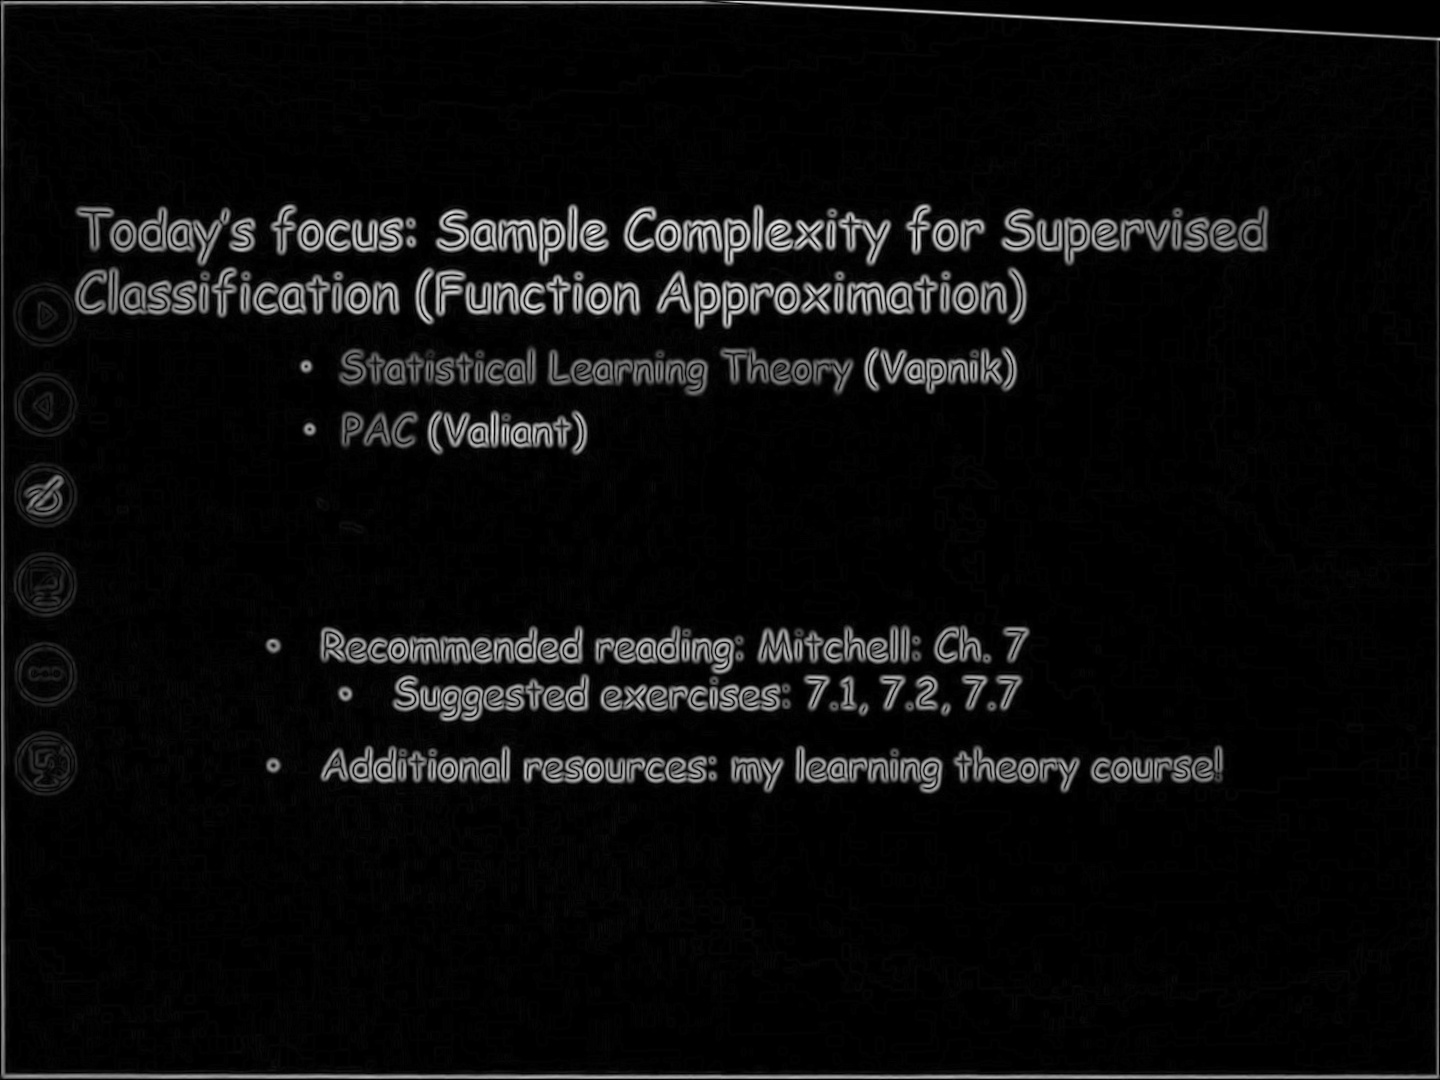 Today's focus: Sample Complexity for Supervised
Classification (Function Approximation)
• Statistical Learning Theory (Vapnik)
• PAC (Valiant)
• Recommended reading: Mitchell: Ch. 7
• Suggested exercises: 7.1, 7.2, 7.7
• Additional resources: my learning theory course!